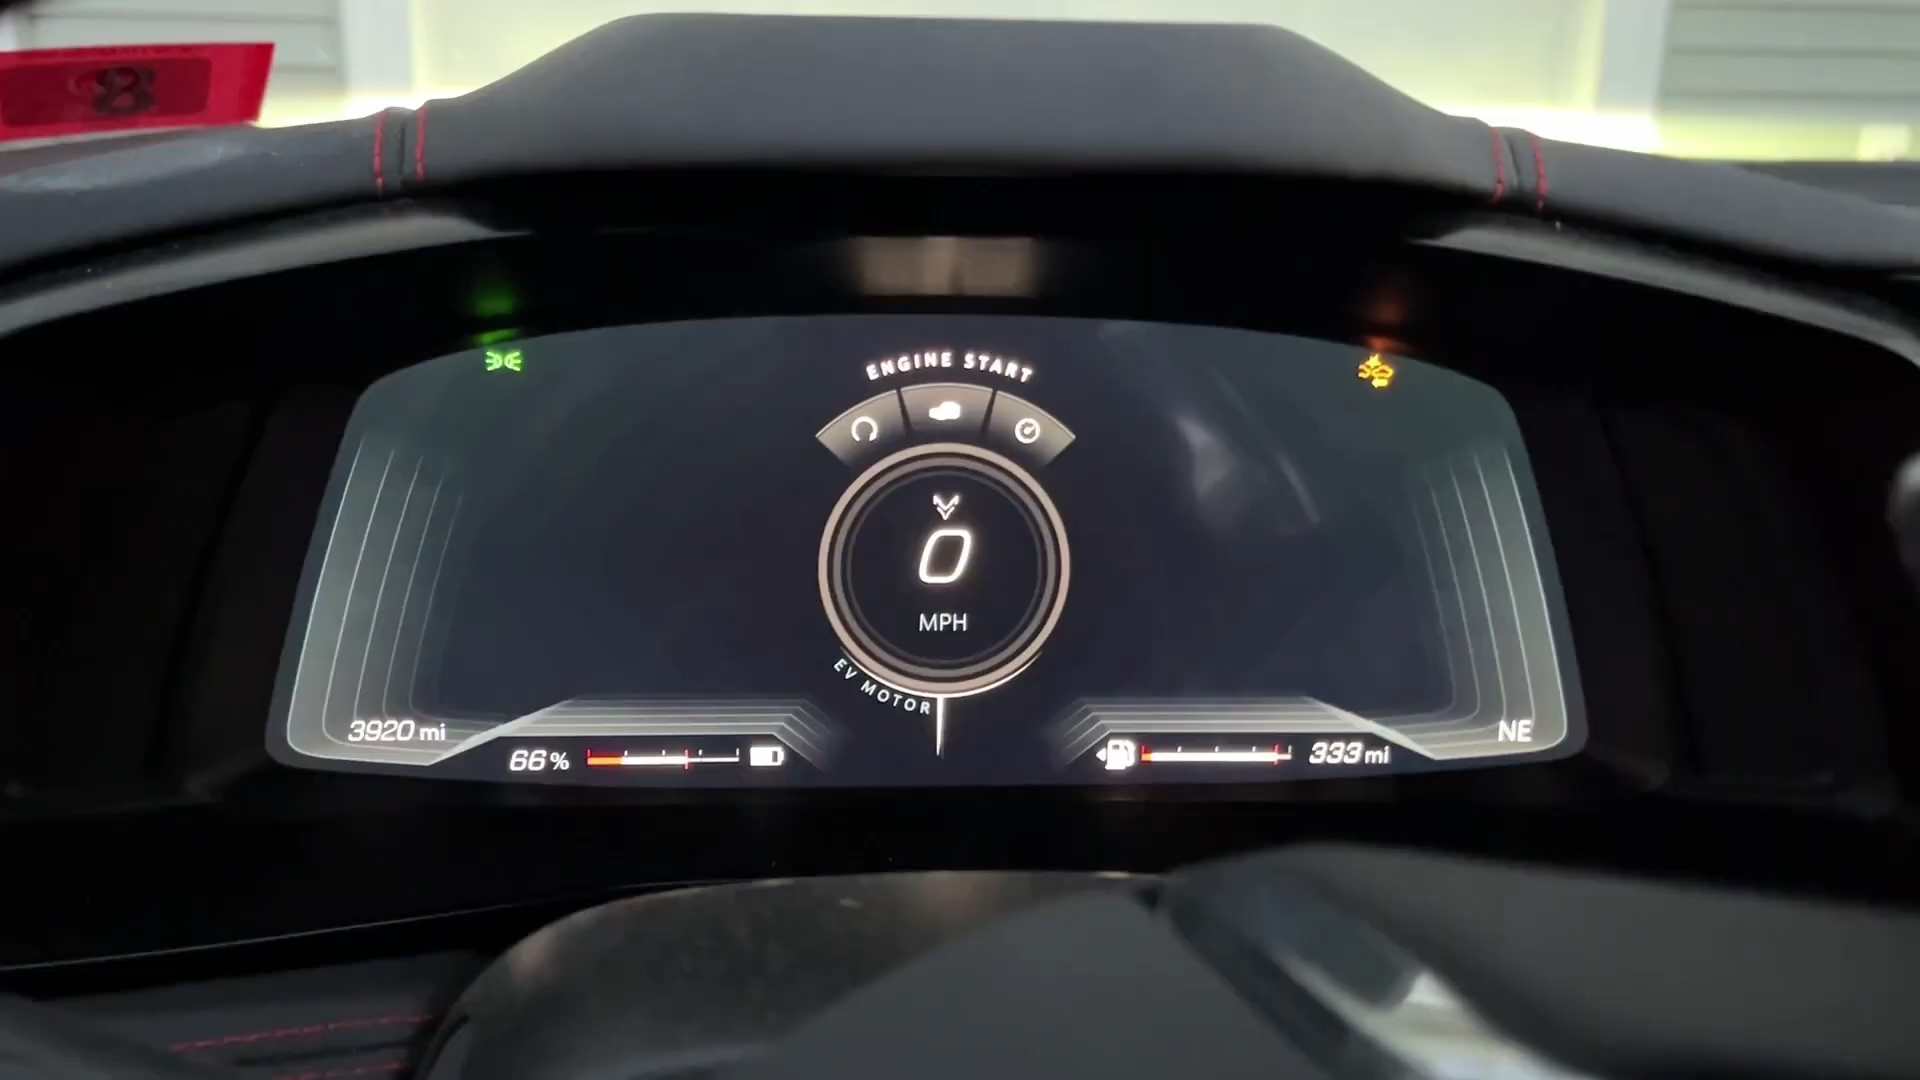 ENGINE START
0
MPH
EV MOTOR
3920 mi
66 %
333 mi
NE